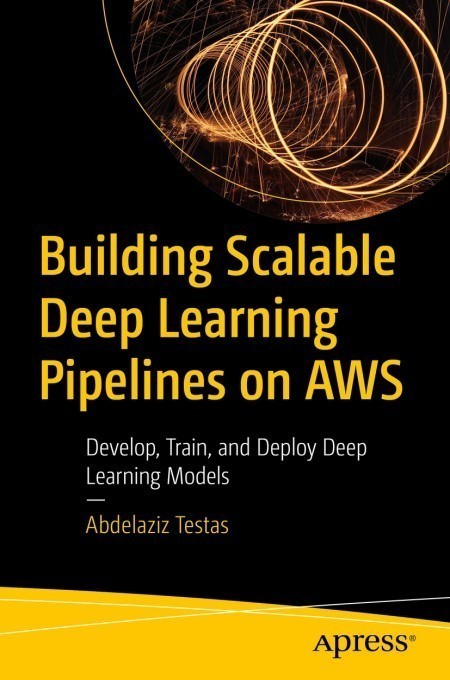 Building Scalable
Deep Learning
Pipelines on AWS
Develop, Train, and Deploy Deep
Learning Models
—
Abdelaziz Testas
Apress®